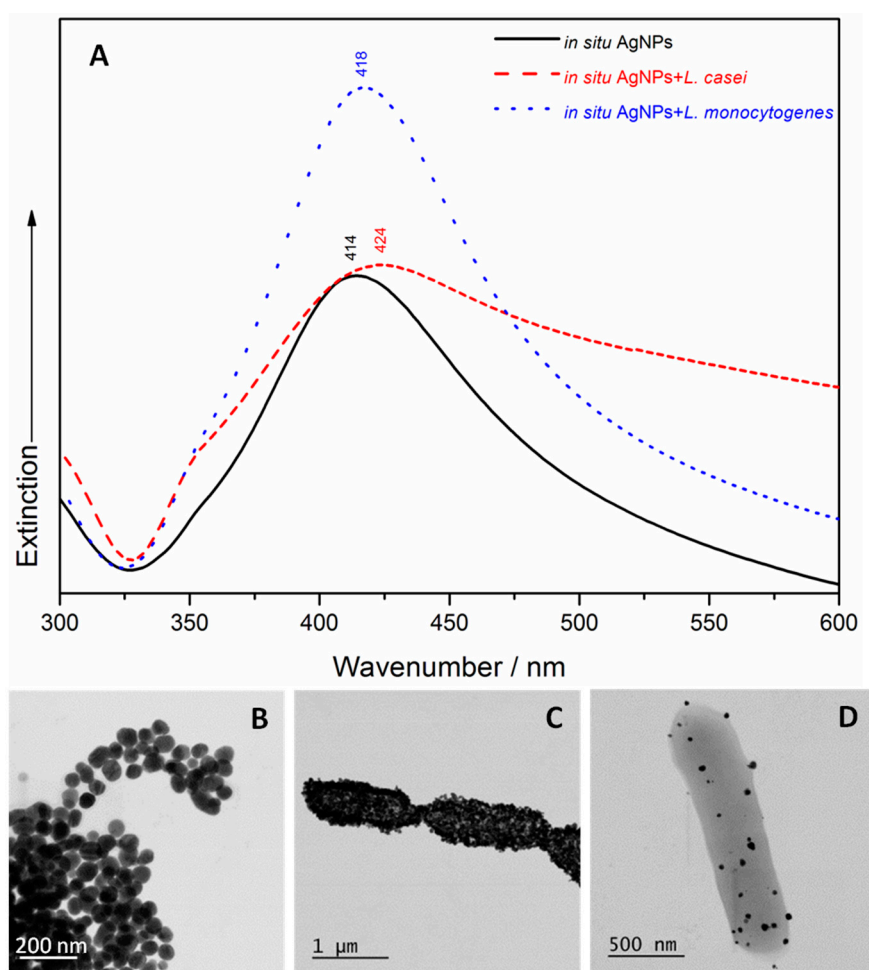 A
418
in situ AgNPs
in situ AgNPs+L. casei
in situ AgNPs+L. monocytogenes
414
424
Extinction
300 350 400 450 500 550 600
Wavenumber / nm
B
200 nm
C
1 µm
D
500 nm